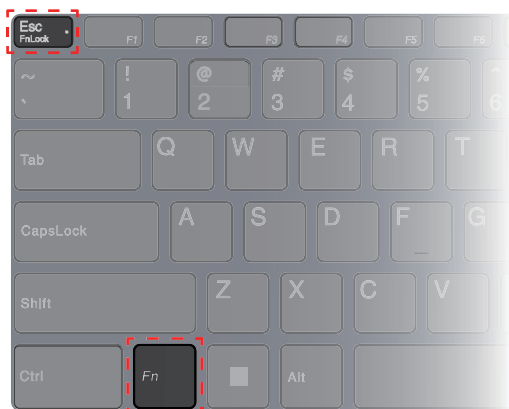 Esc
FnLock
F1
F2
F3
F4
F5
F6
~
`
!
1
@
2
#
3
$
4
%
5
^
6
Tab
Q
W
E
R
T
CapsLock
A
S
D
F
G
Shift
Z
X
C
V
Ctrl
Fn
Alt